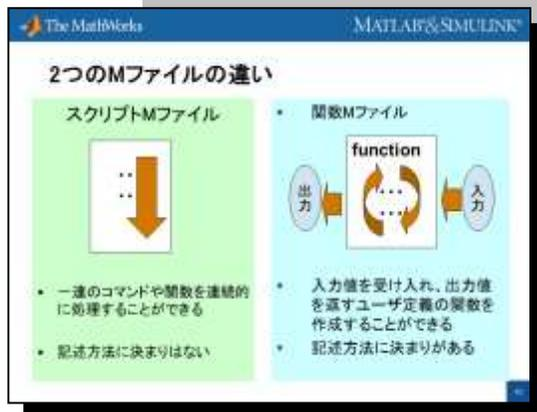 The MathWorks
MATLAB®&SIMULINK®
2つのMファイルの違い
スクリプトMファイル
• 一連のコマンドや関数を連続的
に処理することができる
• 記述方法に決まりはない
• 関数Mファイル
function
出力
入力
• 入力値を受け入れ、出力値
を返すユーザ定義の関数を
作成することができる
• 記述方法に決まりがある